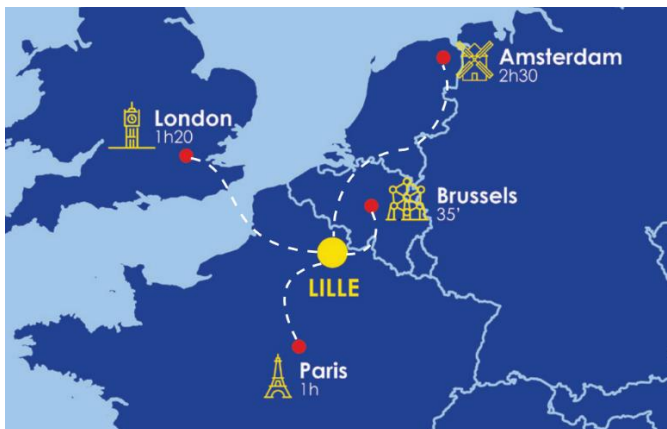 Amsterdam
2h30
London
1h20
Brussels
35'
LILLE
Paris
1h